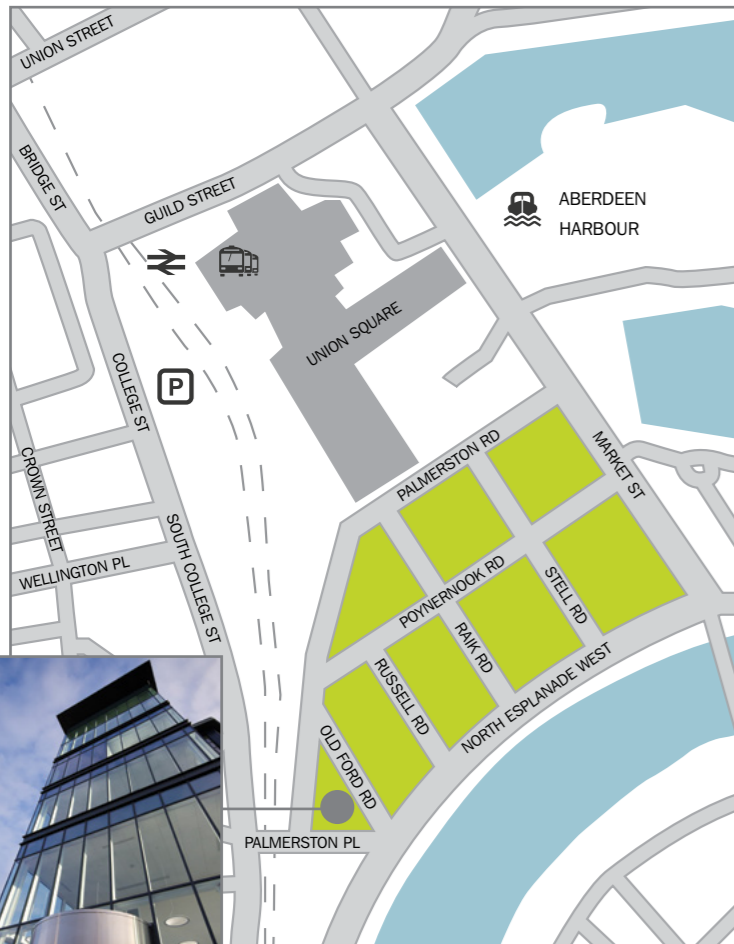 UNION STREET
BRIDGE ST
GUILD STREET
ABERDEEN
HARBOUR
UNION SQUARE
P
COLLEGE ST
CROWN STREET
PALMERSTON RD
MARKET ST
SOUTH COLLEGE ST
WELLINGTON PL
POYNERNOOK RD
STELL RD
RAIK RD
RUSSELL RD
NORTH ESPLANADE WEST
OLD FORD RD
PALMERSTON PL